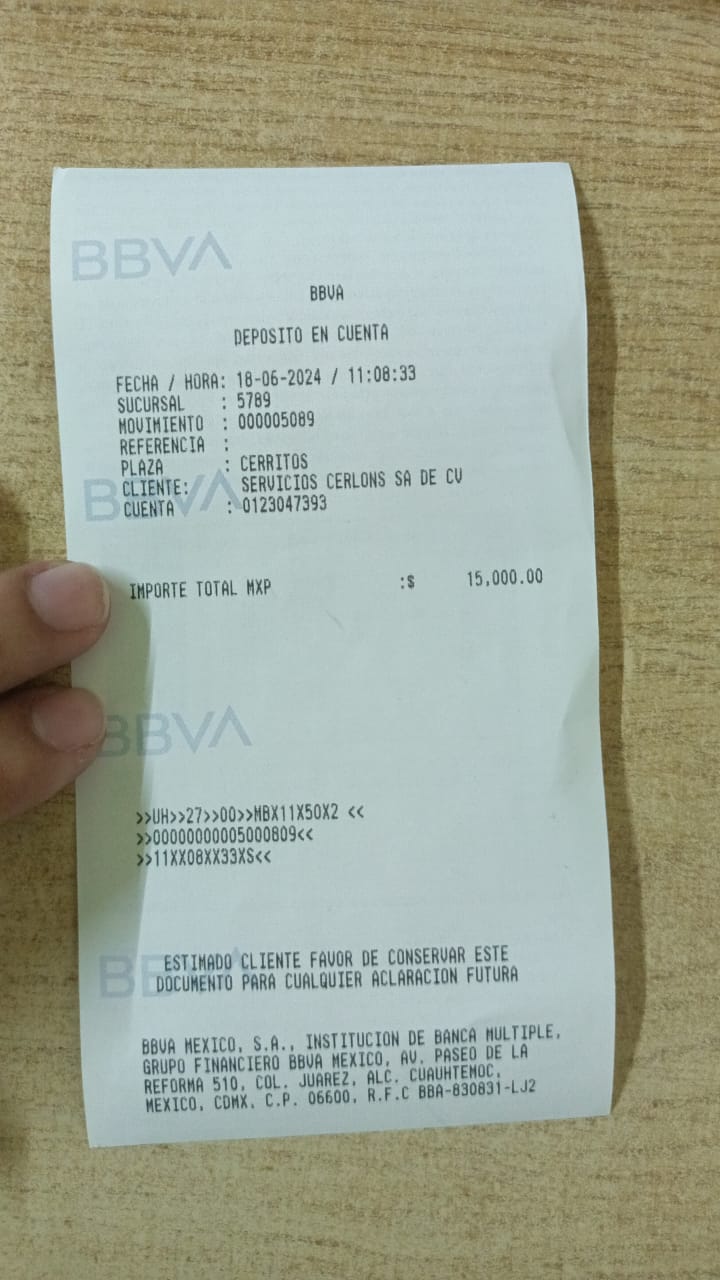 BBVA
BBVA
DEPOSITO EN CUENTA
FECHA / HORA: 18-06-2024 / 11:08:33
SUCURSAL : 5789
MOVIMIENTO : 000005089
REFERENCIA :
PLAZA : CERRITOS
BBVA
CLIENTE: SERVICIOS CERLONS SA DE CV
CUENTA : 0123047393
IMPORTE TOTAL MXP :$ 15,000.00
BBVA
>>UH>>27>>00>>MBX11X50X2 <<
>>00000000005000809<<
>>11XX08XX33XS<<
BBVA
ESTIMADO CLIENTE FAVOR DE CONSERVAR ESTE
DOCUMENTO PARA CUALQUIER ACLARACION FUTURA
BBVA MEXICO, S.A., INSTITUCION DE BANCA MULTIPLE,
GRUPO FINANCIERO BBVA MEXICO, AV. PASEO DE LA
REFORMA 510, COL. JUAREZ, ALC. CUAUHTEMOC,
MEXICO, CDMX, C.P. 06600, R.F.C BBA-830831-LJ2